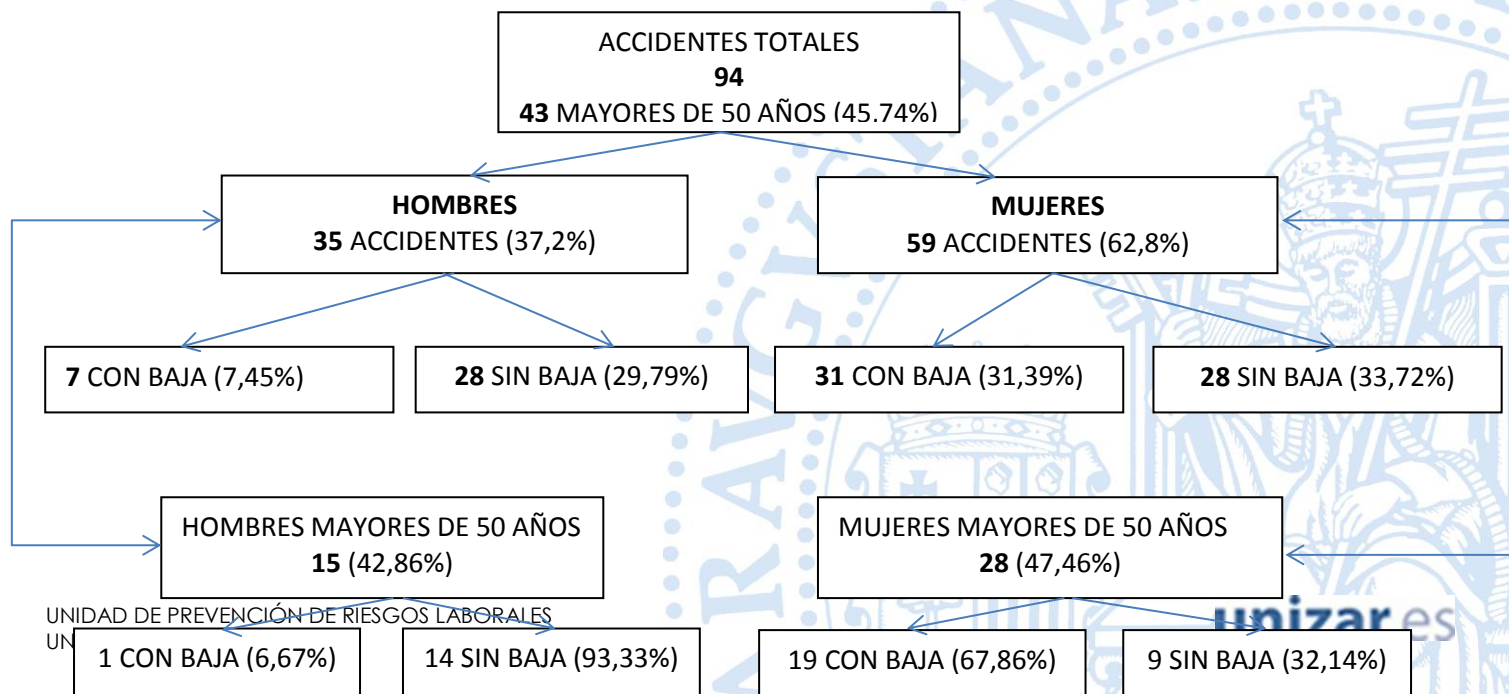 ACCIDENTES TOTALES
94
43 MAYORES DE 50 AÑOS (45.74%)
HOMBRES
35 ACCIDENTES (37,2%)
MUJERES
59 ACCIDENTES (62,8%)
7 CON BAJA (7,45%)
28 SIN BAJA (29,79%)
31 CON BAJA (31,39%)
28 SIN BAJA (33,72%)
HOMBRES MAYORES DE 50 AÑOS
15 (42,86%)
MUJERES MAYORES DE 50 AÑOS
28 (47,46%)
UNIDAD DE PREVENCIÓN DE RIESGOS LABORALES
UN
unizar.es
1 CON BAJA (6,67%)
14 SIN BAJA (93,33%)
19 CON BAJA (67,86%)
9 SIN BAJA (32,14%)